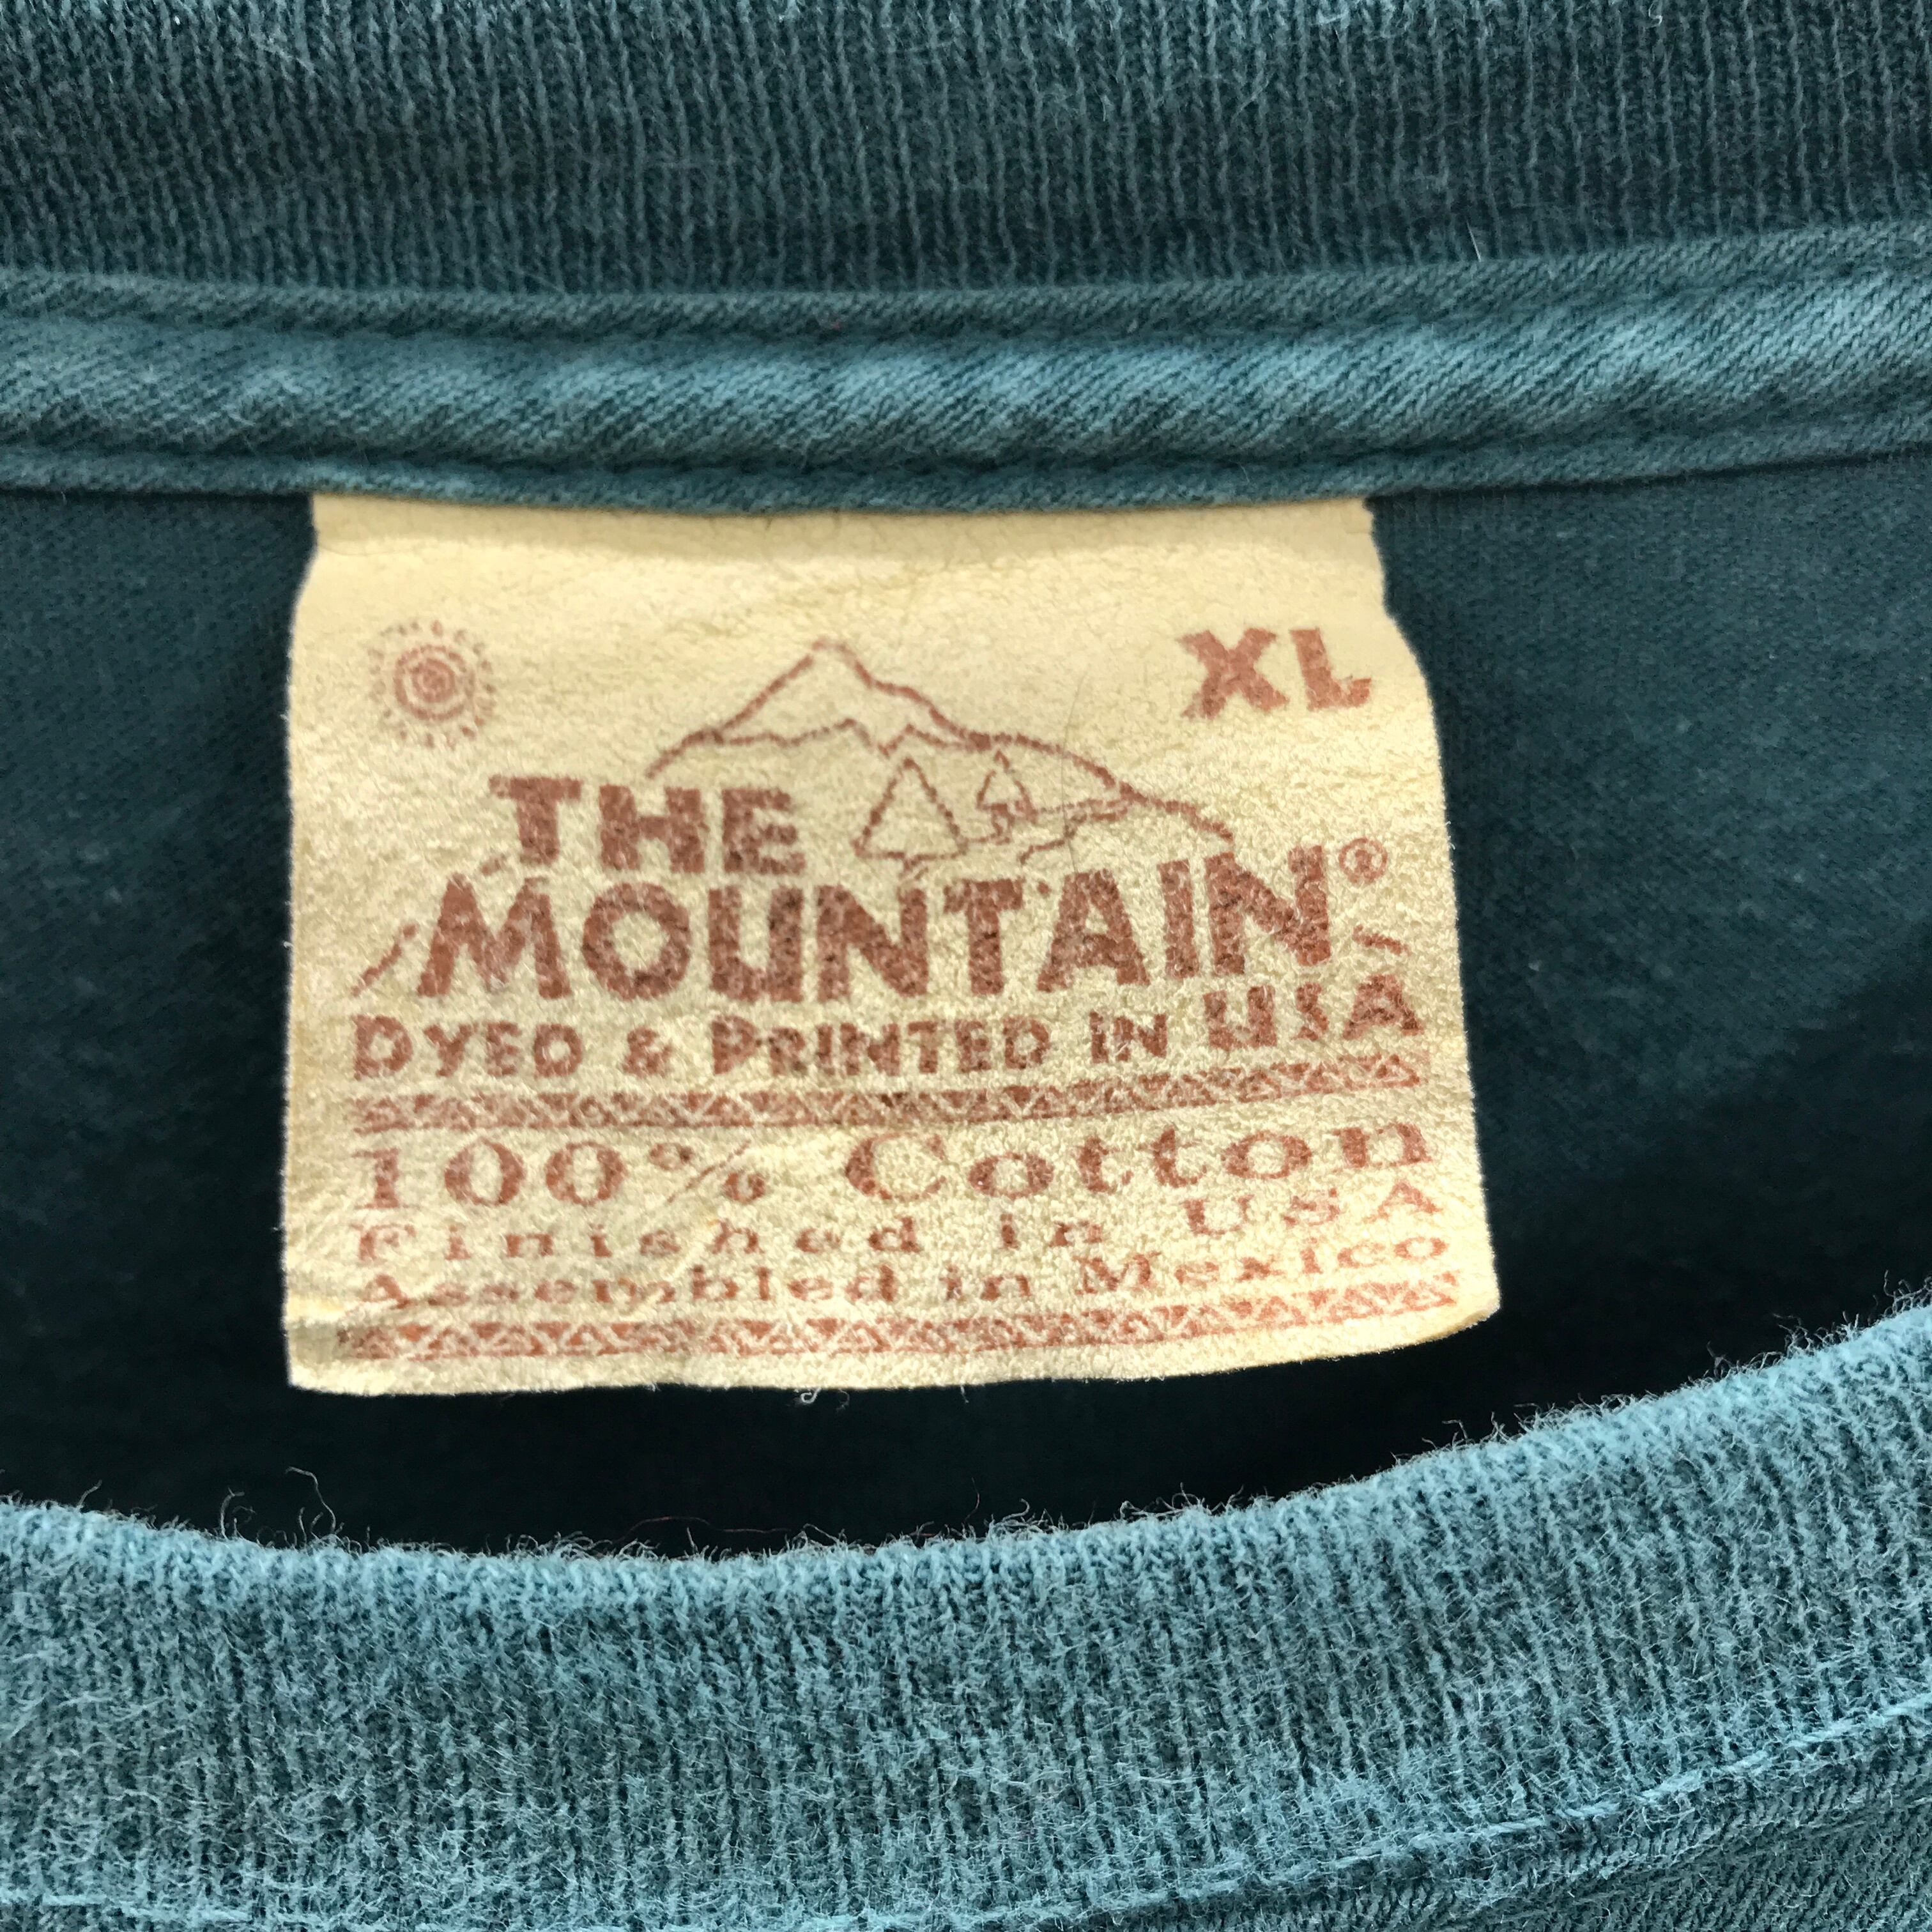 XL
THE
MOUNTAIN®
DYED & PRINTED IN USA
100% Cotton
Finished in USA
Assembled in Mexico